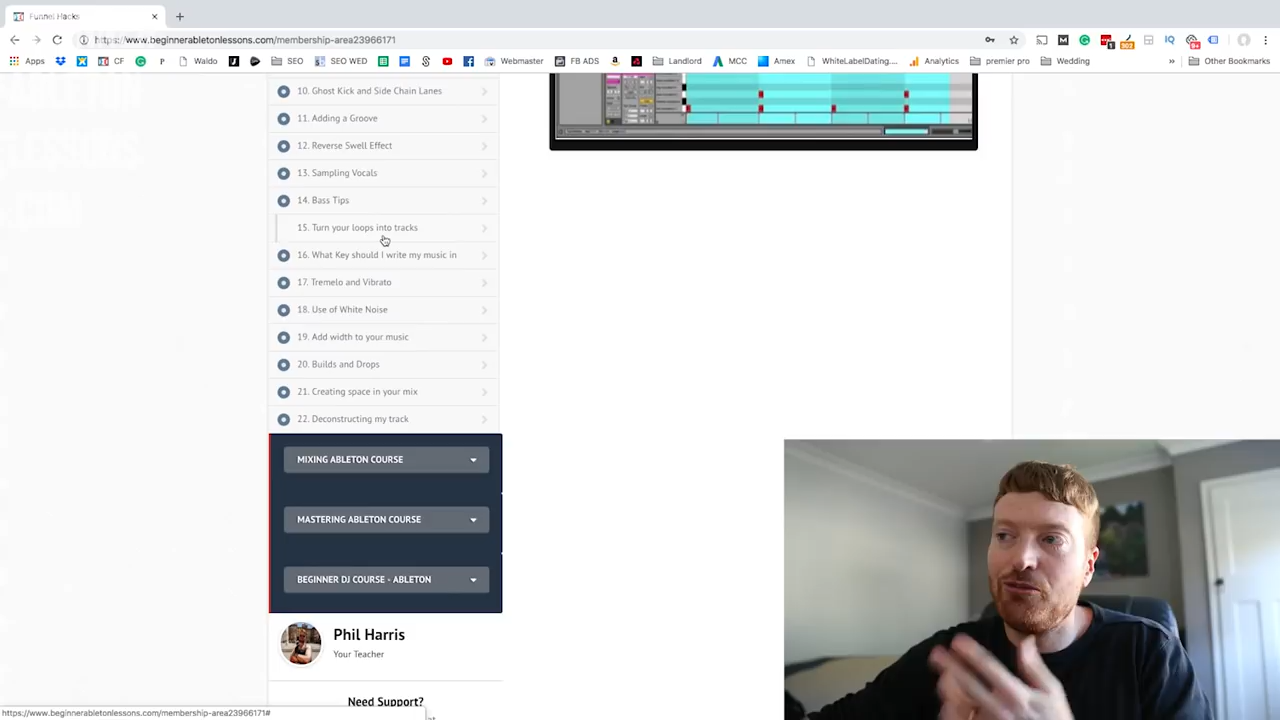 Funnel Hacks
https://www.beginnerabletonlessons.com/membership-area23966171
Apps Waldo SEO SEO WED Webmaster FB ADS Landlord MCC Amex WhiteLabelDating,... Analytics premier pro Wedding » Other Bookmarks
CF
10. Ghost Kick and Side Chain Lanes
11. Adding a Groove
12. Reverse Swell Effect
13. Sampling Vocals
14. Bass Tips
15. Turn your loops into tracks
16. What Key should I write my music in
17. Tremelo and Vibrato
18. Use of White Noise
19. Add width to your music
20. Builds and Drops
21. Creating space in your mix
22. Deconstructing my track
MIXING ABLETON COURSE
MASTERING ABLETON COURSE
BEGINNER DJ COURSE - ABLETON
Phil Harris
Your Teacher
Need Support?
https://www.beginnerabletonlessons.com/membership-area23966171#